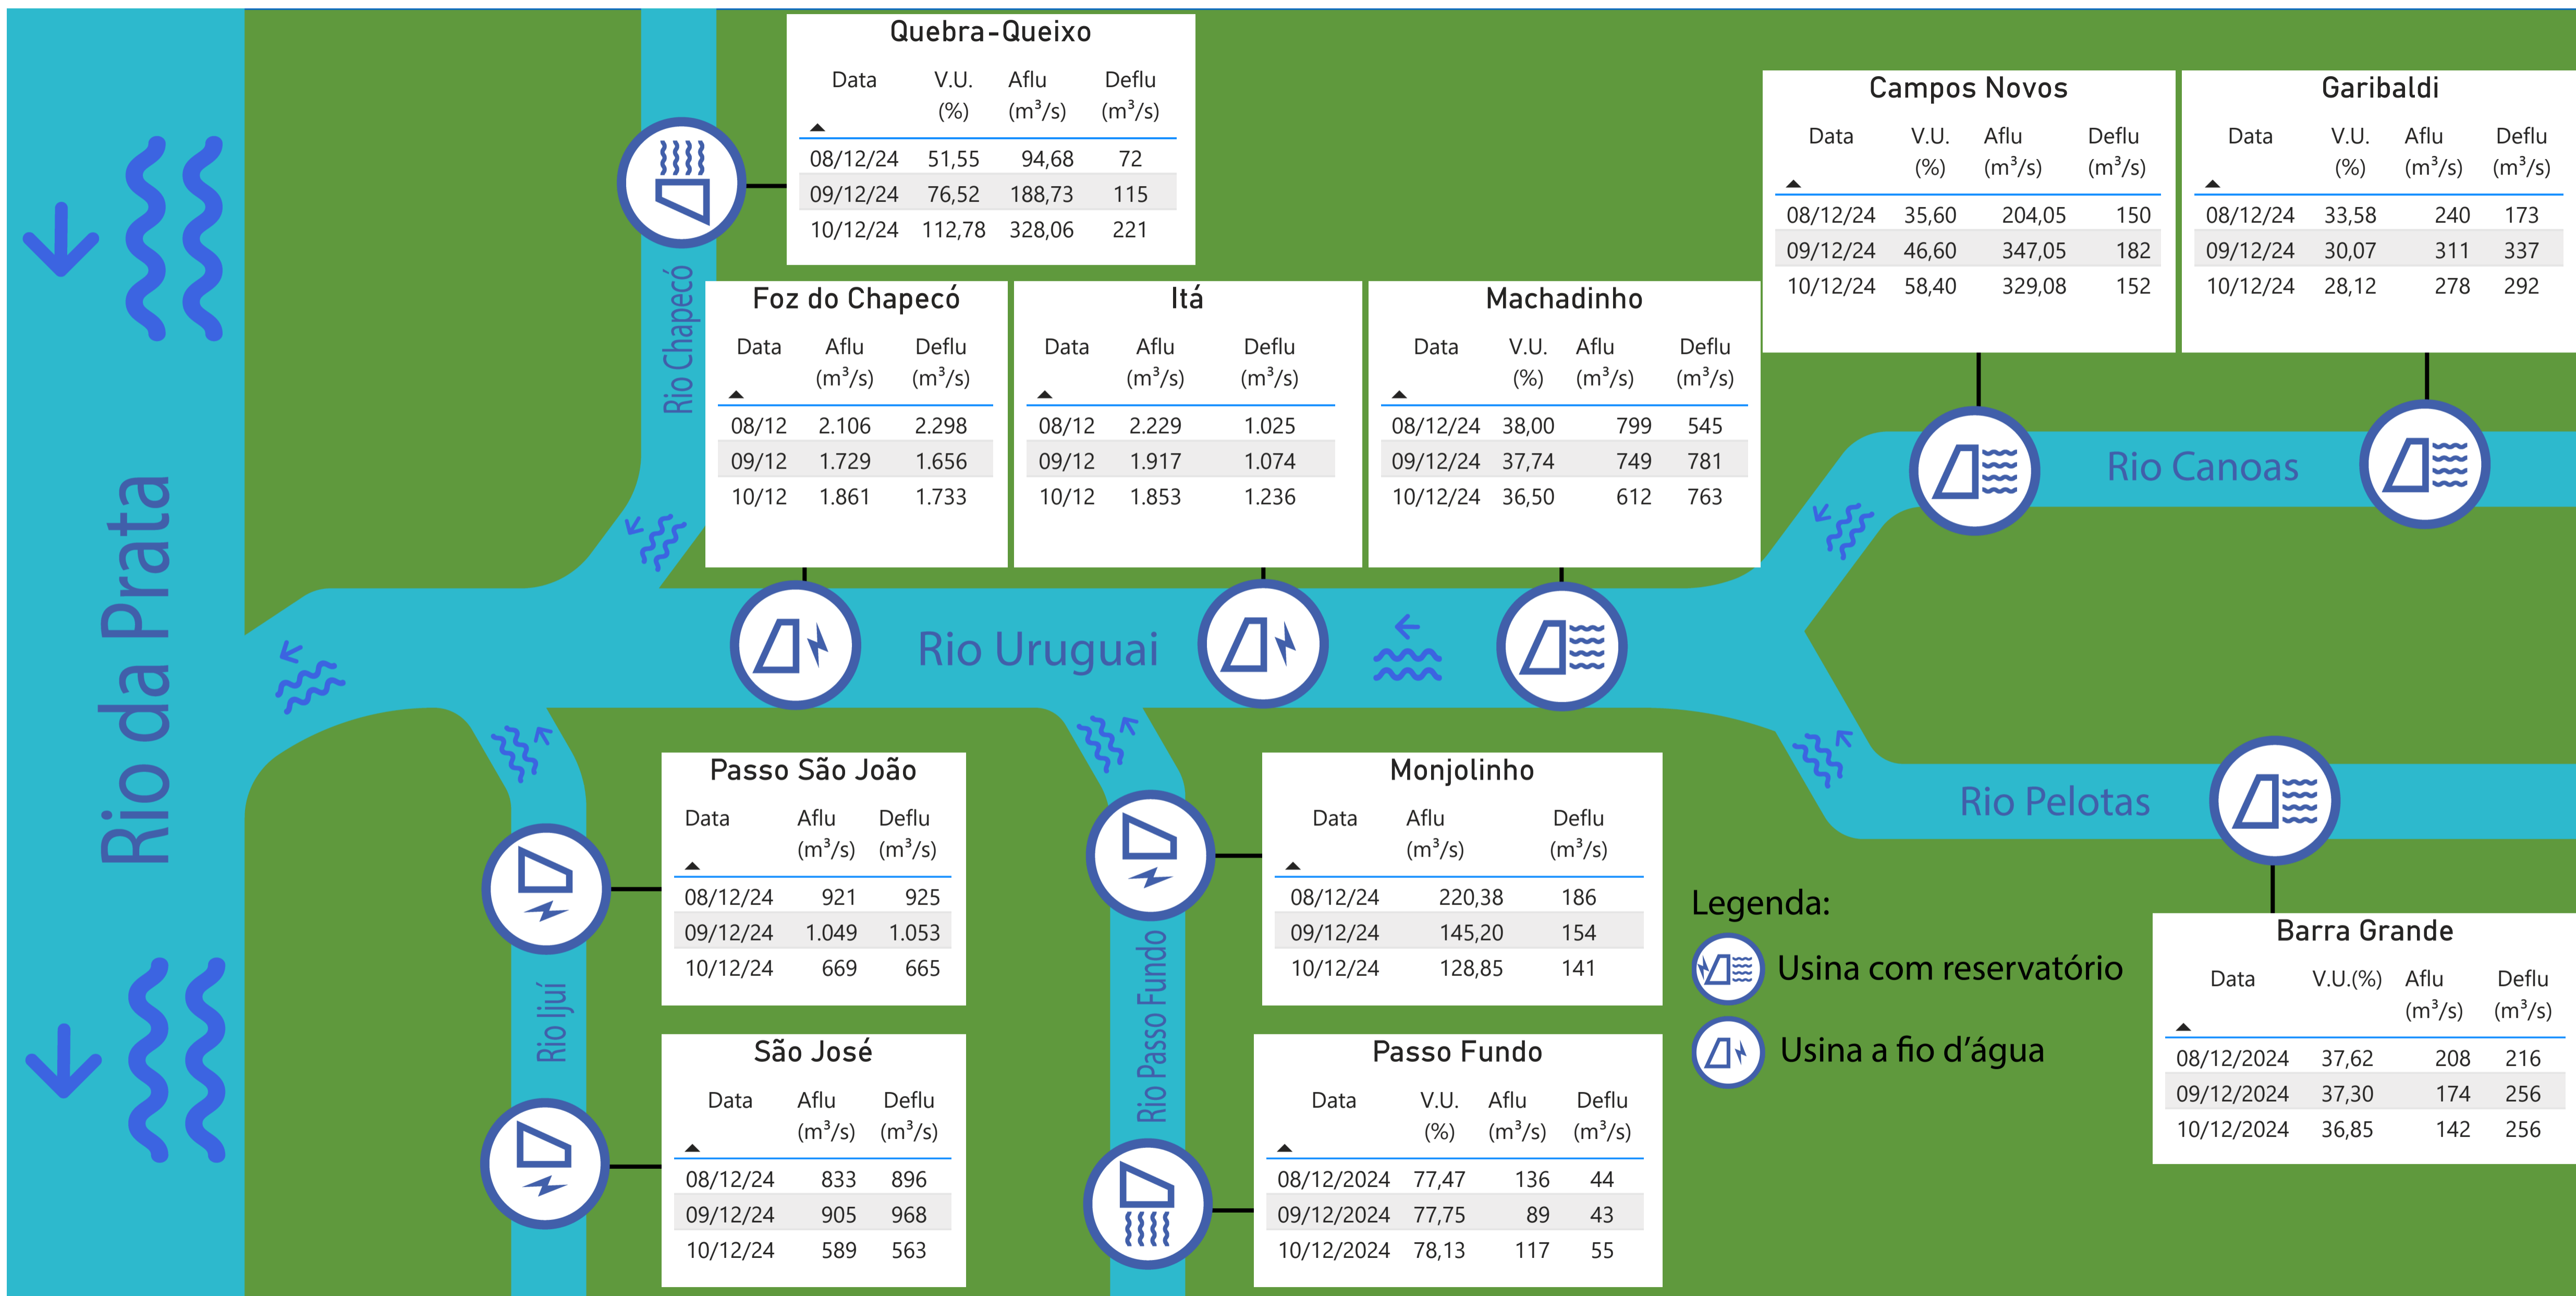 Rio da Prata
Quebra-Queixo
Data V.U. Aflu Deflu
(%) (m³/s) (m³/s)
08/12/24 51,55 94,68 72
09/12/24 76,52 188,73 115
10/12/24 112,78 328,06 221
Rio Chapecó
Foz do Chapecó
Data Aflu Deflu
(m³/s) (m³/s)
08/12 2.106 2.298
09/12 1.729 1.656
10/12 1.861 1.733
Itá
Data Aflu Deflu
(m³/s) (m³/s)
08/12 2.229 1.025
09/12 1.917 1.074
10/12 1.853 1.236
Machadinho
Data V.U. Aflu Deflu
(%) (m³/s) (m³/s)
08/12/24 38,00 799 545
09/12/24 37,74 749 781
10/12/24 36,50 612 763
Campos Novos
Data V.U. Aflu Deflu
(%) (m³/s) (m³/s)
08/12/24 35,60 204,05 150
09/12/24 46,60 347,05 182
10/12/24 58,40 329,08 152
Garibaldi
Data V.U. Aflu Deflu
(%) (m³/s) (m³/s)
08/12/24 33,58 240 173
09/12/24 30,07 311 337
10/12/24 28,12 278 292
Rio Canoas
Rio Uruguai
Rio Pelotas
Passo São João
Data Aflu Deflu
(m³/s) (m³/s)
08/12/24 921 925
09/12/24 1.049 1.053
10/12/24 669 665
Rio Ijuí
São José
Data Aflu Deflu
(m³/s) (m³/s)
08/12/24 833 896
09/12/24 905 968
10/12/24 589 563
Monjolinho
Data Aflu Deflu
(m³/s) (m³/s)
08/12/24 220,38 186
09/12/24 145,20 154
10/12/24 128,85 141
Rio Passo Fundo
Passo Fundo
Data V.U. Aflu Deflu
(%) (m³/s) (m³/s)
08/12/2024 77,47 136 44
09/12/2024 77,75 89 43
10/12/2024 78,13 117 55
Legenda:
Usina com reservatório
Usina a fio d'água
Barra Grande
Data V.U.(%) Aflu Deflu
(m³/s) (m³/s)
08/12/2024 37,62 208 216
09/12/2024 37,30 174 256
10/12/2024 36,85 142 256